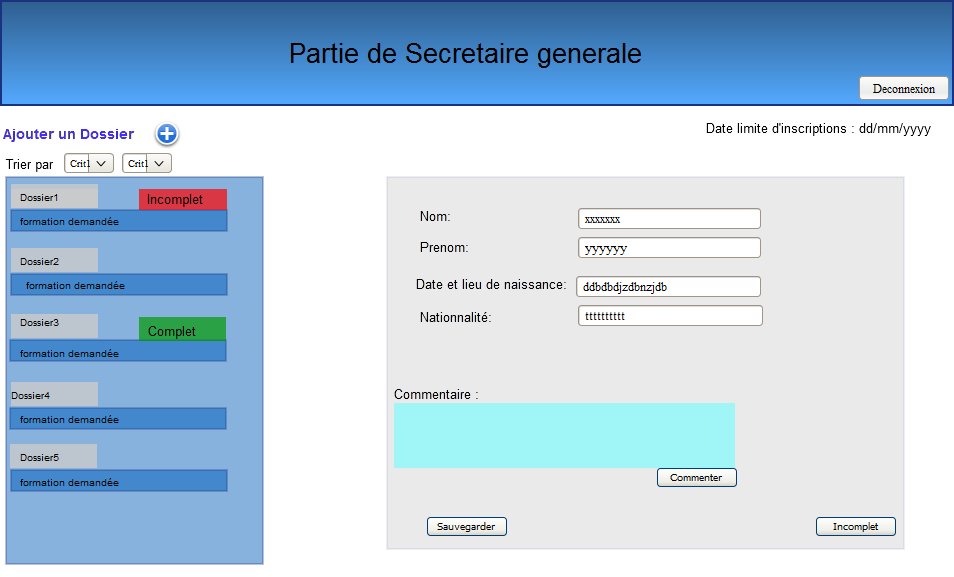 Partie de Secretaire generale
Deconnexion
Ajouter un Dossier
Date limite d'inscriptions : dd/mm/yyyy
Trier par Crit1 Crit1
Dossier1 Incomplet
formation demandée
Dossier2
formation demandée
Dossier3 Complet
formation demandée
Dossier4
formation demandée
Dossier5
formation demandée
Nom: xxxxxxx
Prenom: yyyyyy
Date et lieu de naissance: ddbdbdjzdbnzjdb
Nationnalité: tttttttttt
Commentaire :
Commenter
Sauvegarder Incomplet